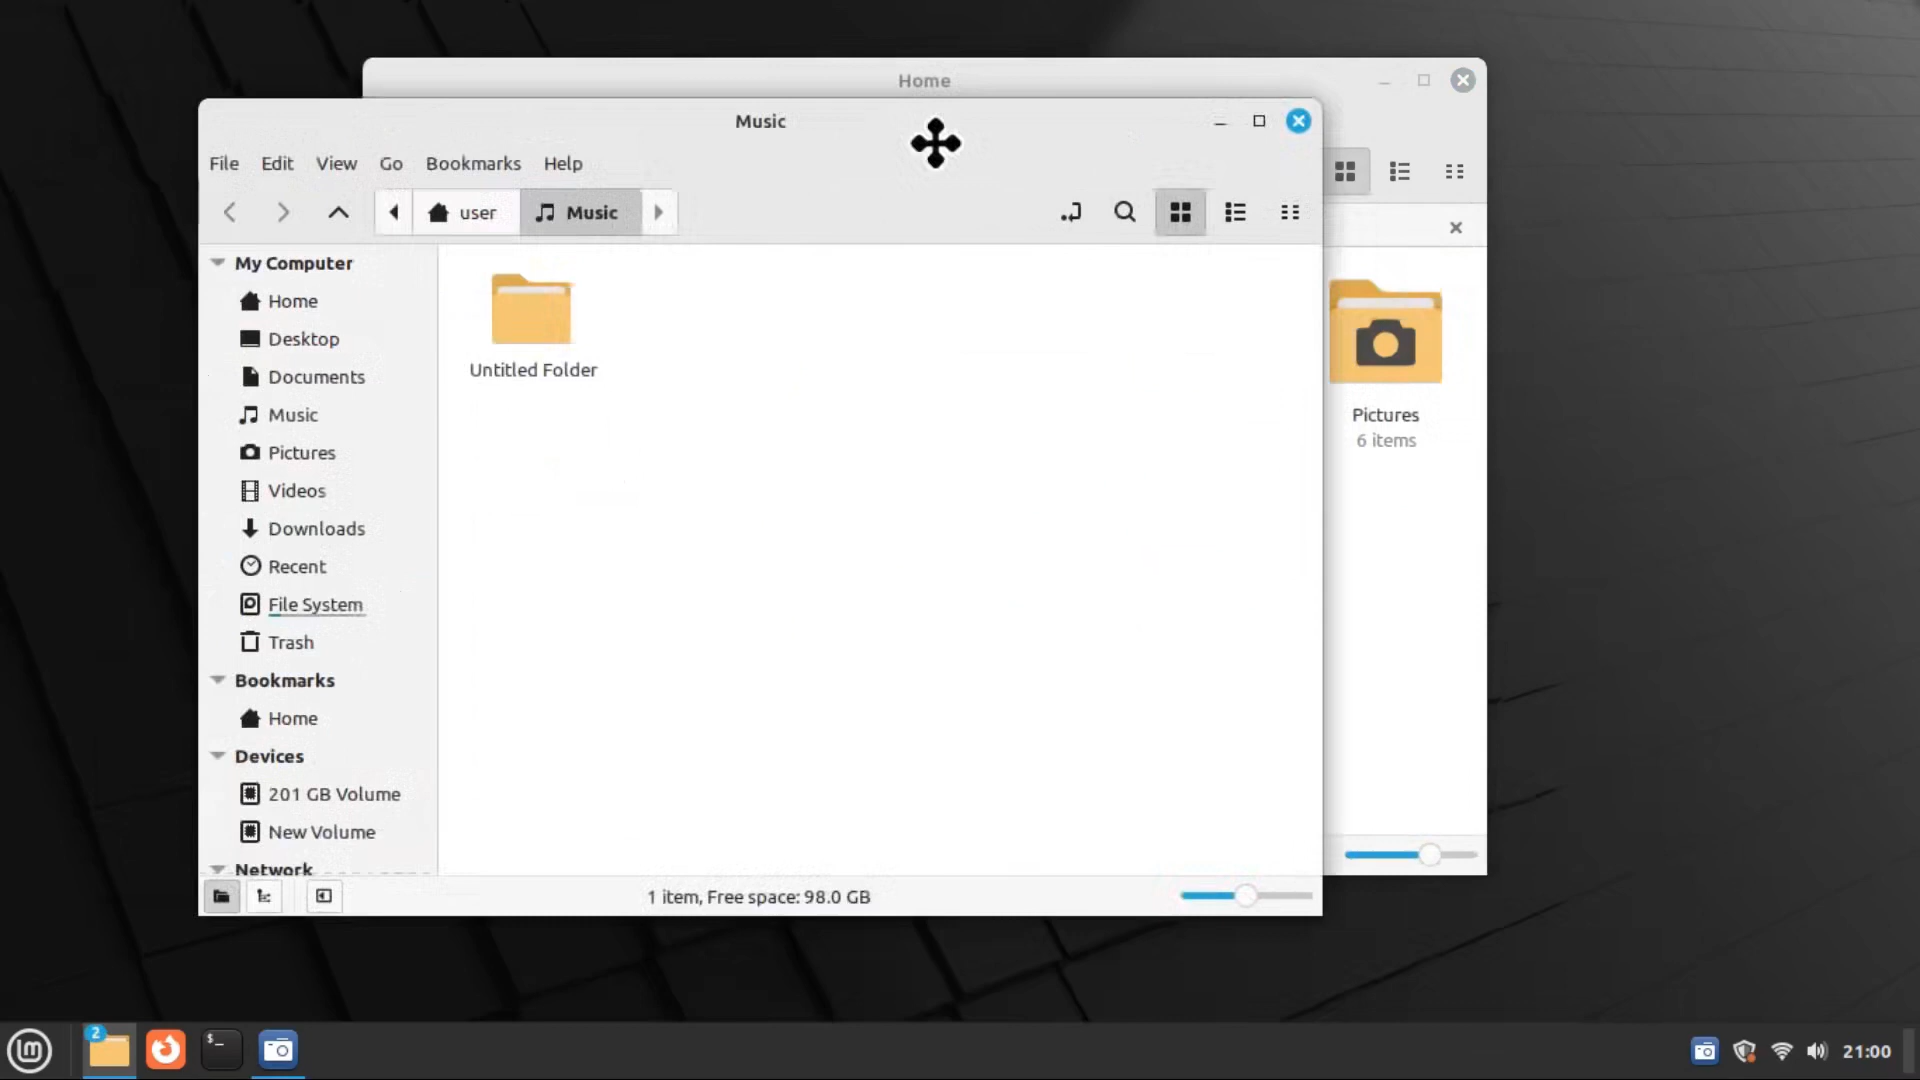 Home
Music
File Edit View Go Bookmarks Help
user Music
My Computer
Home
Desktop
Documents
Music
Pictures
Videos
Downloads
Recent
File System
Trash
Bookmarks
Home
Devices
201 GB Volume
New Volume
Network
Untitled Folder
Pictures
6 items
1 item, Free space: 98.0 GB
2
$_
21:00